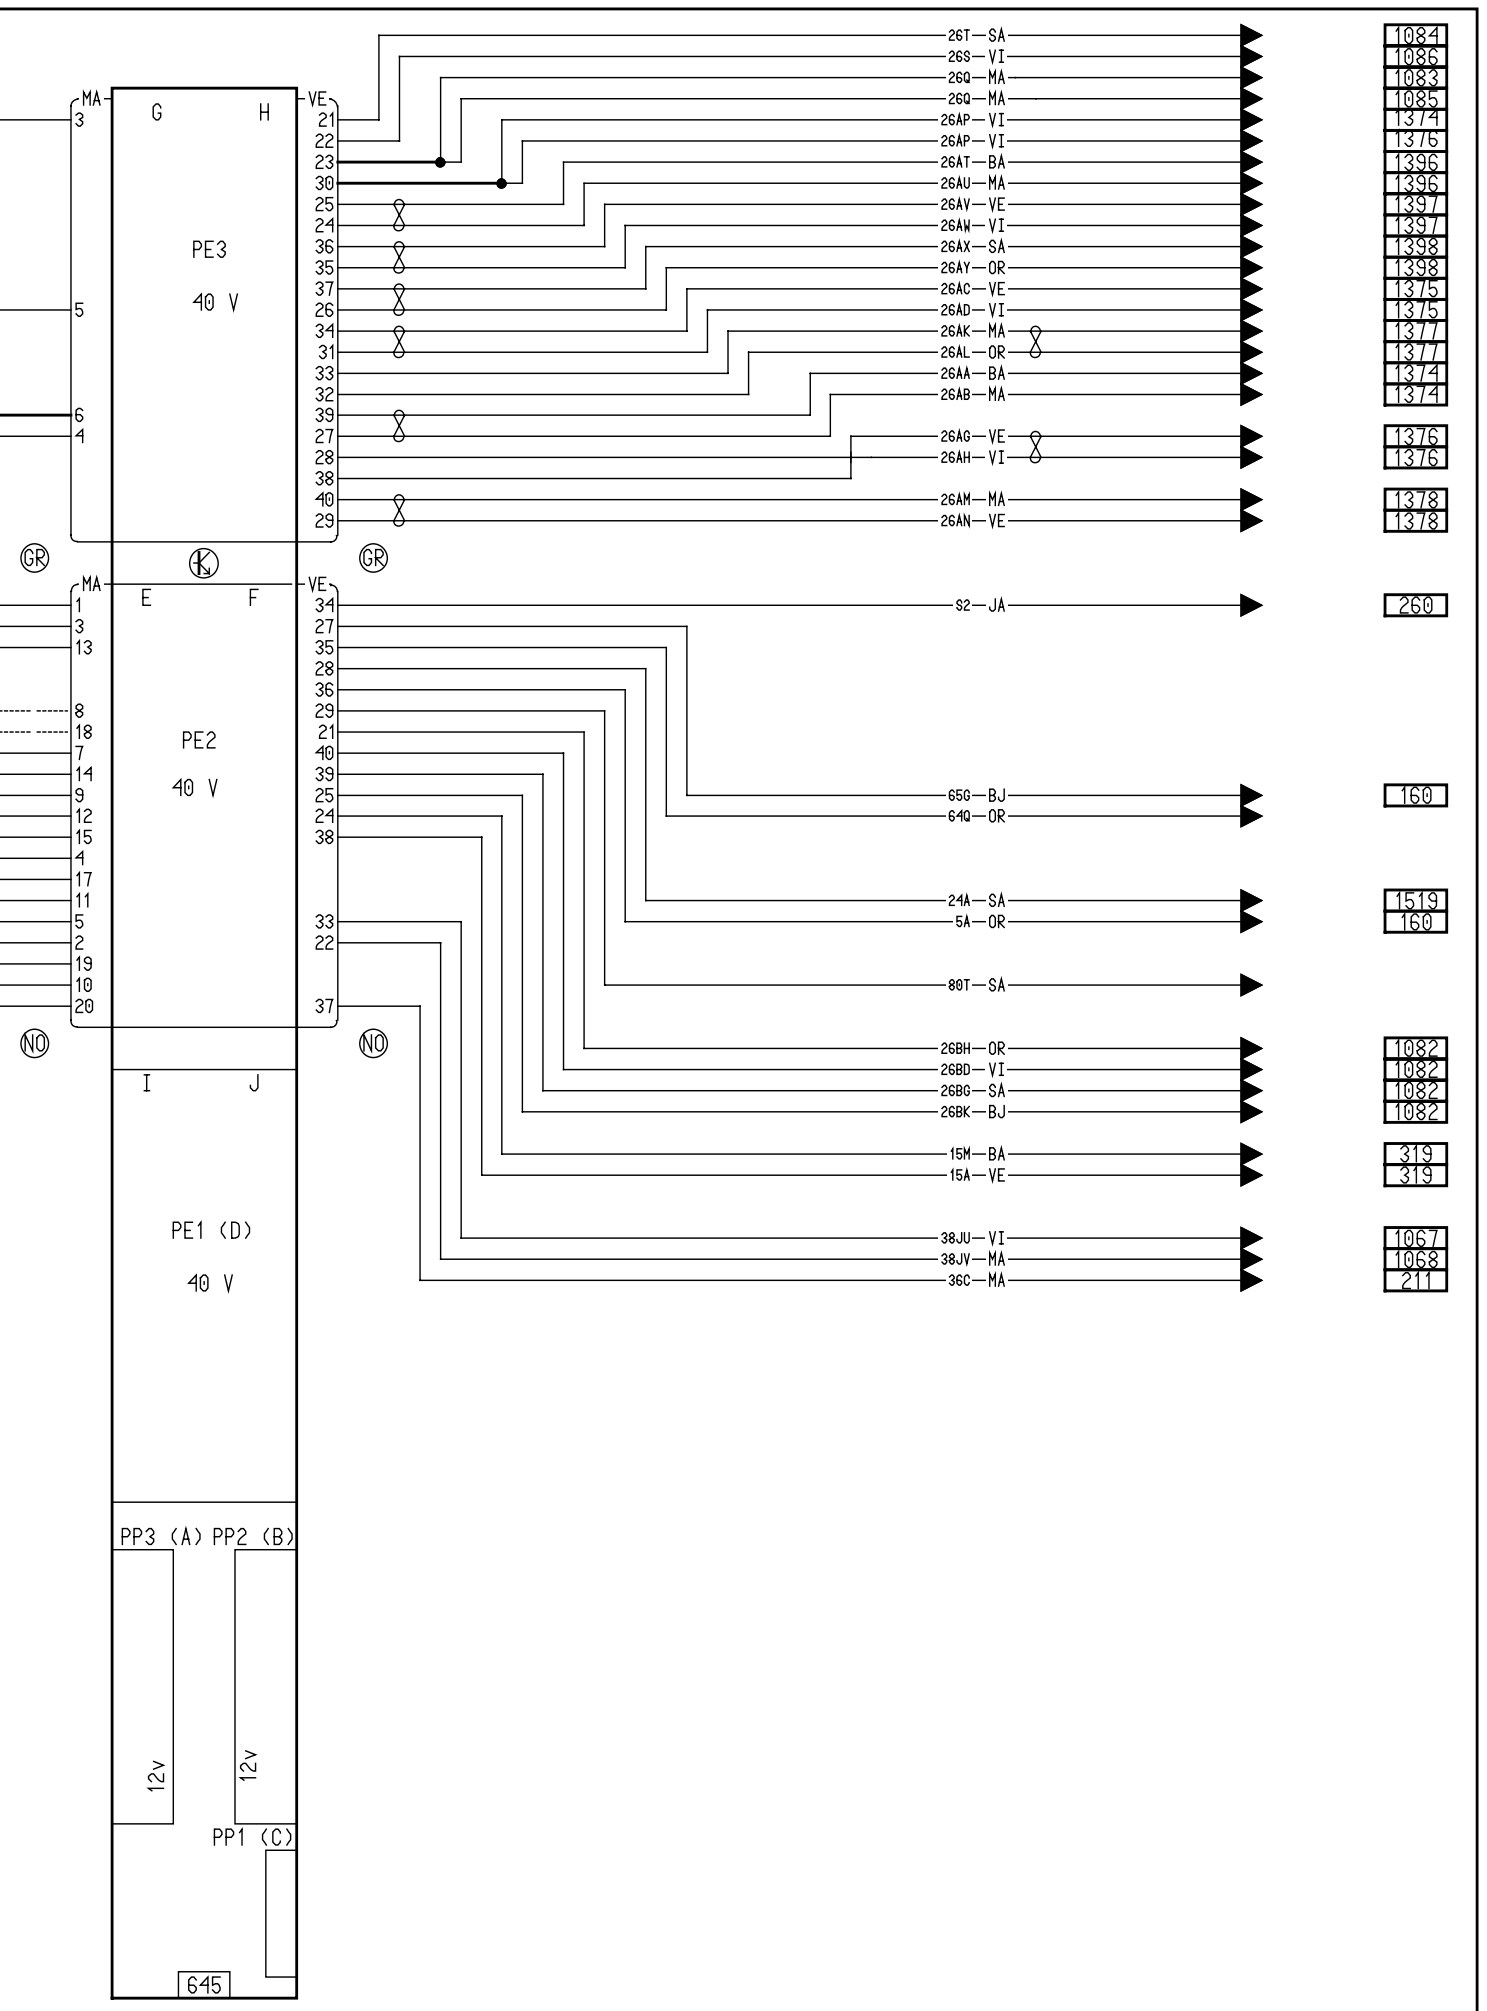 26T SA 1084
26S VI 1086
26Q MA 1083
MA G H VE 26Q MA 1085
3 21 26AP VI 1374
22 26AP VI 1376
23 26AT BA 1396
30 26AU MA 1396
25 26AV VE 1397
24 26AW VI 1397
PE3 36 26AX SA 1398
35 26AY OR 1398
40 V 37 26AC VE 1375
5 26 26AD VI 1375
34 26AK MA 1377
31 26AL OR 1377
33 26AA BA 1374
32 26AB MA 1374
6 39
4 27 26AG VE 1376
28 26AH VI 1376
38
40 26AM MA 1378
29 26AN VE 1378
GR GR
MA E F VE
1 34 S2 JA 260
3 27
13 35
28
36
8 29
18 PE2 21
7 40
14 40 V 39
9 25 65G BJ 160
12 24 64Q OR
15 38
4
17
11 24A SA 1519
5 33 5A OR 160
2 22
19
10 80T SA
20 37
NO NO
26BH OR 1082
26BD VI 1082
I J 26BG SA 1082
26BK BJ 1082
15M BA 319
15A VE 319
PE1 (D) 38JU VI 1067
38JV MA 1068
40 V 36C MA 211
PP3 (A) PP2 (B)
12v 12v
PP1 (C)
645